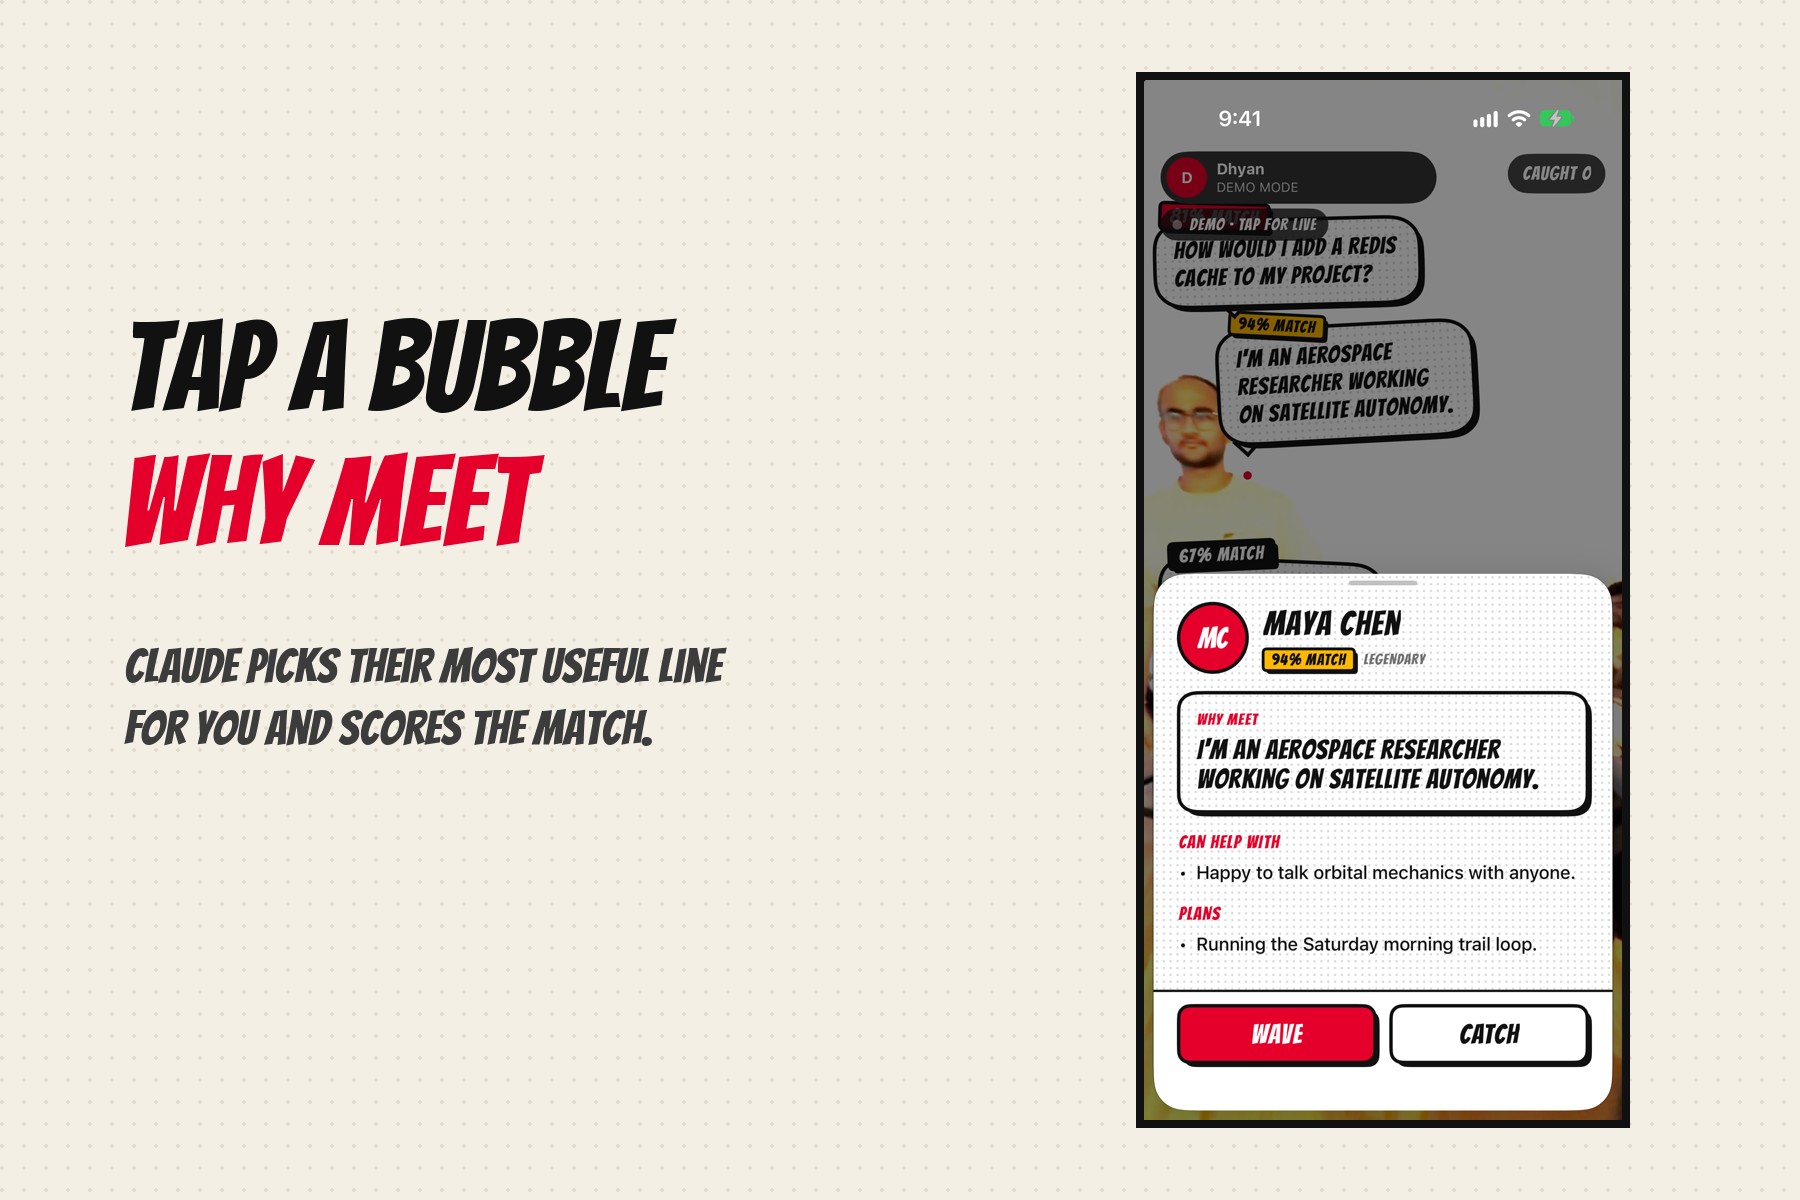 TAP A BUBBLE
WHY MEET
CLAUDE PICKS THEIR MOST USEFUL LINE
FOR YOU AND SCORES THE MATCH.
9:41
D
Dhyan
DEMO MODE
CAUGHT 0
87% MATCH
DEMO · TAP FOR LIVE
HOW WOULD I ADD A REDIS
CACHE TO MY PROJECT?
94% MATCH
I'M AN AEROSPACE
RESEARCHER WORKING
ON SATELLITE AUTONOMY.
67% MATCH
MC
MAYA CHEN
94% MATCH LEGENDARY
WHY MEET
I'M AN AEROSPACE RESEARCHER
WORKING ON SATELLITE AUTONOMY.
CAN HELP WITH
• Happy to talk orbital mechanics with anyone.
PLANS
• Running the Saturday morning trail loop.
WAVE
CATCH